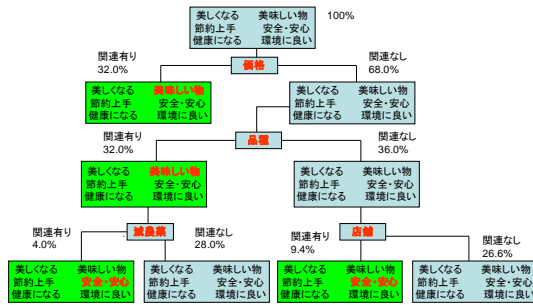 美しくなる 美味しい物
節約上手 安全・安心
健康になる 環境に良い
100%
関連有り
32.0%
価格
関連なし
68.0%
美しくなる 美味しい物
節約上手 安全・安心
健康になる 環境に良い
美しくなる 美味しい物
節約上手 安全・安心
健康になる 環境に良い
関連有り
32.0%
品種
関連なし
36.0%
美しくなる 美味しい物
節約上手 安全・安心
健康になる 環境に良い
美しくなる 美味しい物
節約上手 安全・安心
健康になる 環境に良い
関連有り
4.0%
減農薬
関連なし
28.0%
関連有り
9.4%
店舗
関連なし
26.6%
美しくなる 美味しい物
節約上手 安全・安心
健康になる 環境に良い
美しくなる 美味しい物
節約上手 安全・安心
健康になる 環境に良い
美しくなる 美味しい物
節約上手 安全・安心
健康になる 環境に良い
美しくなる 美味しい物
節約上手 安全・安心
健康になる 環境に良い